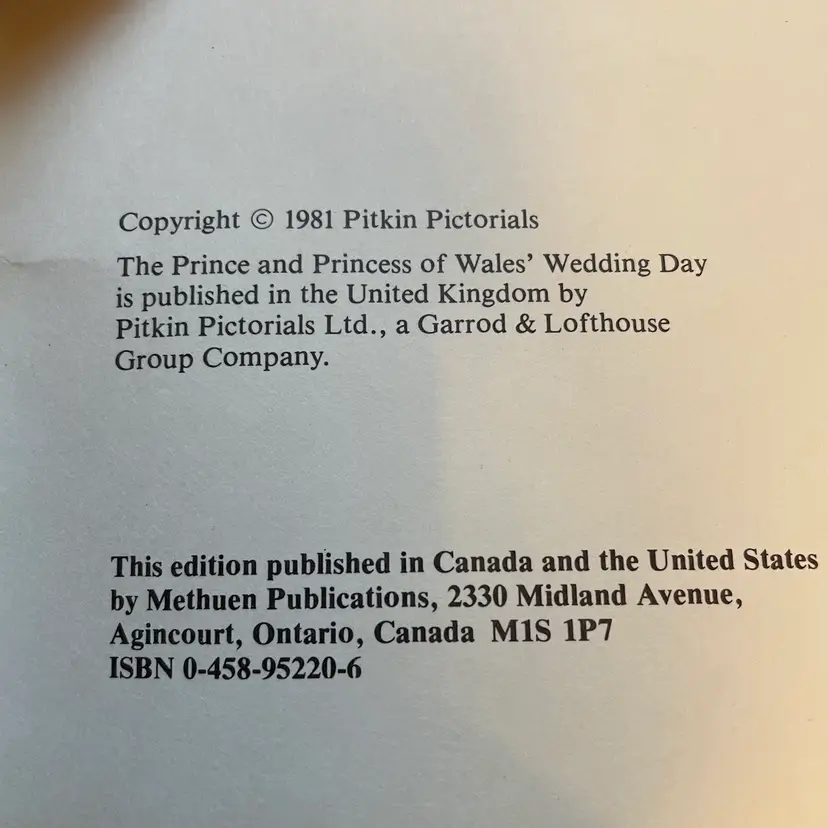 Copyright © 1981 Pitkin Pictorials
The Prince and Princess of Wales' Wedding Day
is published in the United Kingdom by
Pitkin Pictorials Ltd., a Garrod & Lofthouse
Group Company.
This edition published in Canada and the United States
by Methuen Publications, 2330 Midland Avenue,
Agincourt, Ontario, Canada M1S 1P7
ISBN 0-458-95220-6